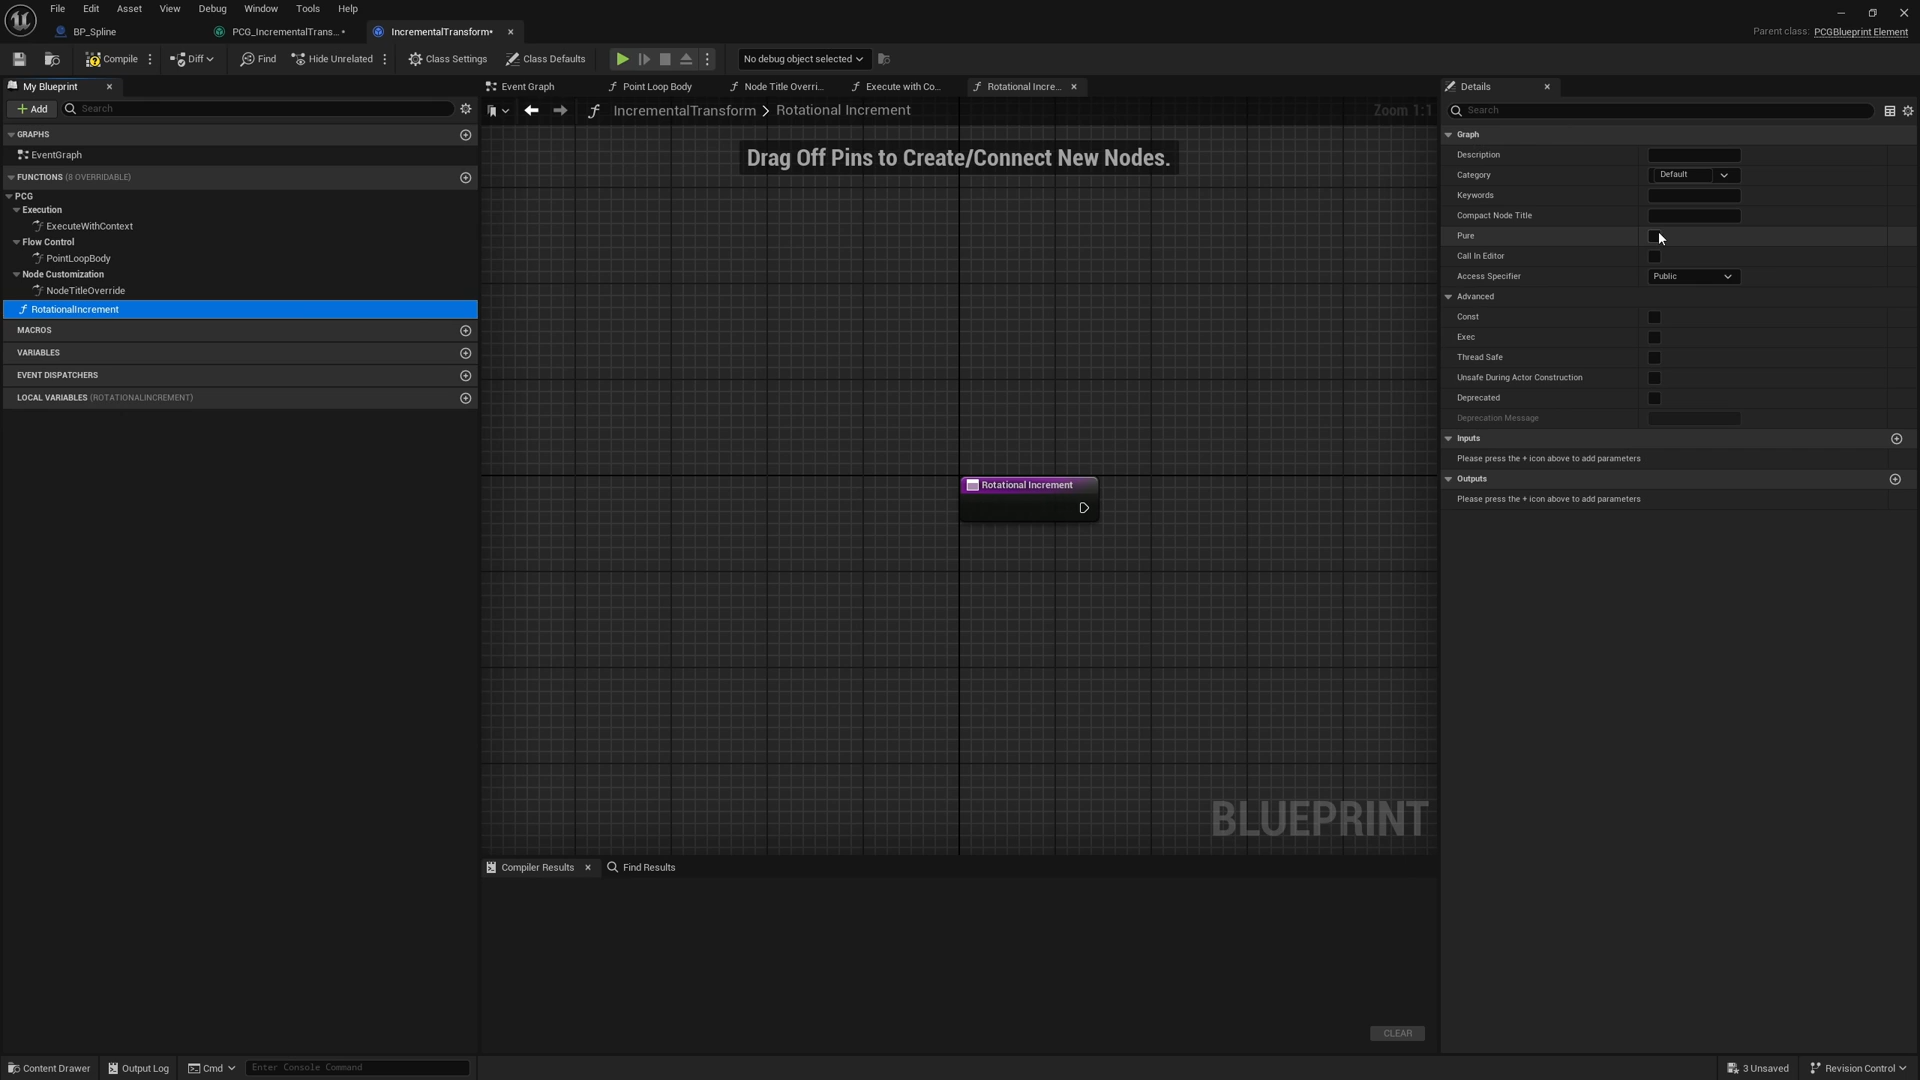 File Edit Asset View Debug Window Tools Help
BP_Spline PCG_IncrementalTrans...* IncrementalTransform*
Parent class: PCGBlueprint Element
Compile Diff Find Hide Unrelated Class Settings Class Defaults No debug object selected
My Blueprint
Add Search
GRAPHS
EventGraph
FUNCTIONS (8 OVERRIDABLE)
PCG
Execution
ExecuteWithContext
Flow Control
PointLoopBody
Node Customization
NodeTitleOverride
RotationalIncrement
MACROS
VARIABLES
EVENT DISPATCHERS
LOCAL VARIABLES (ROTATIONALINCREMENT)
Event Graph Point Loop Body Node Title Overri... Execute with Co... Rotational Incre...
IncrementalTransform > Rotational Increment Zoom 1:1
Drag Off Pins to Create/Connect New Nodes.
Rotational Increment
BLUEPRINT
Compiler Results Find Results
CLEAR
Details
Search
Graph
Description
Category Default
Keywords
Compact Node Title
Pure
Call In Editor
Access Specifier Public
Advanced
Const
Exec
Thread Safe
Unsafe During Actor Construction
Deprecated
Deprecation Message
Inputs
Please press the + icon above to add parameters
Outputs
Please press the + icon above to add parameters
Content Drawer Output Log Cmd Enter Console Command 3 Unsaved Revision Control